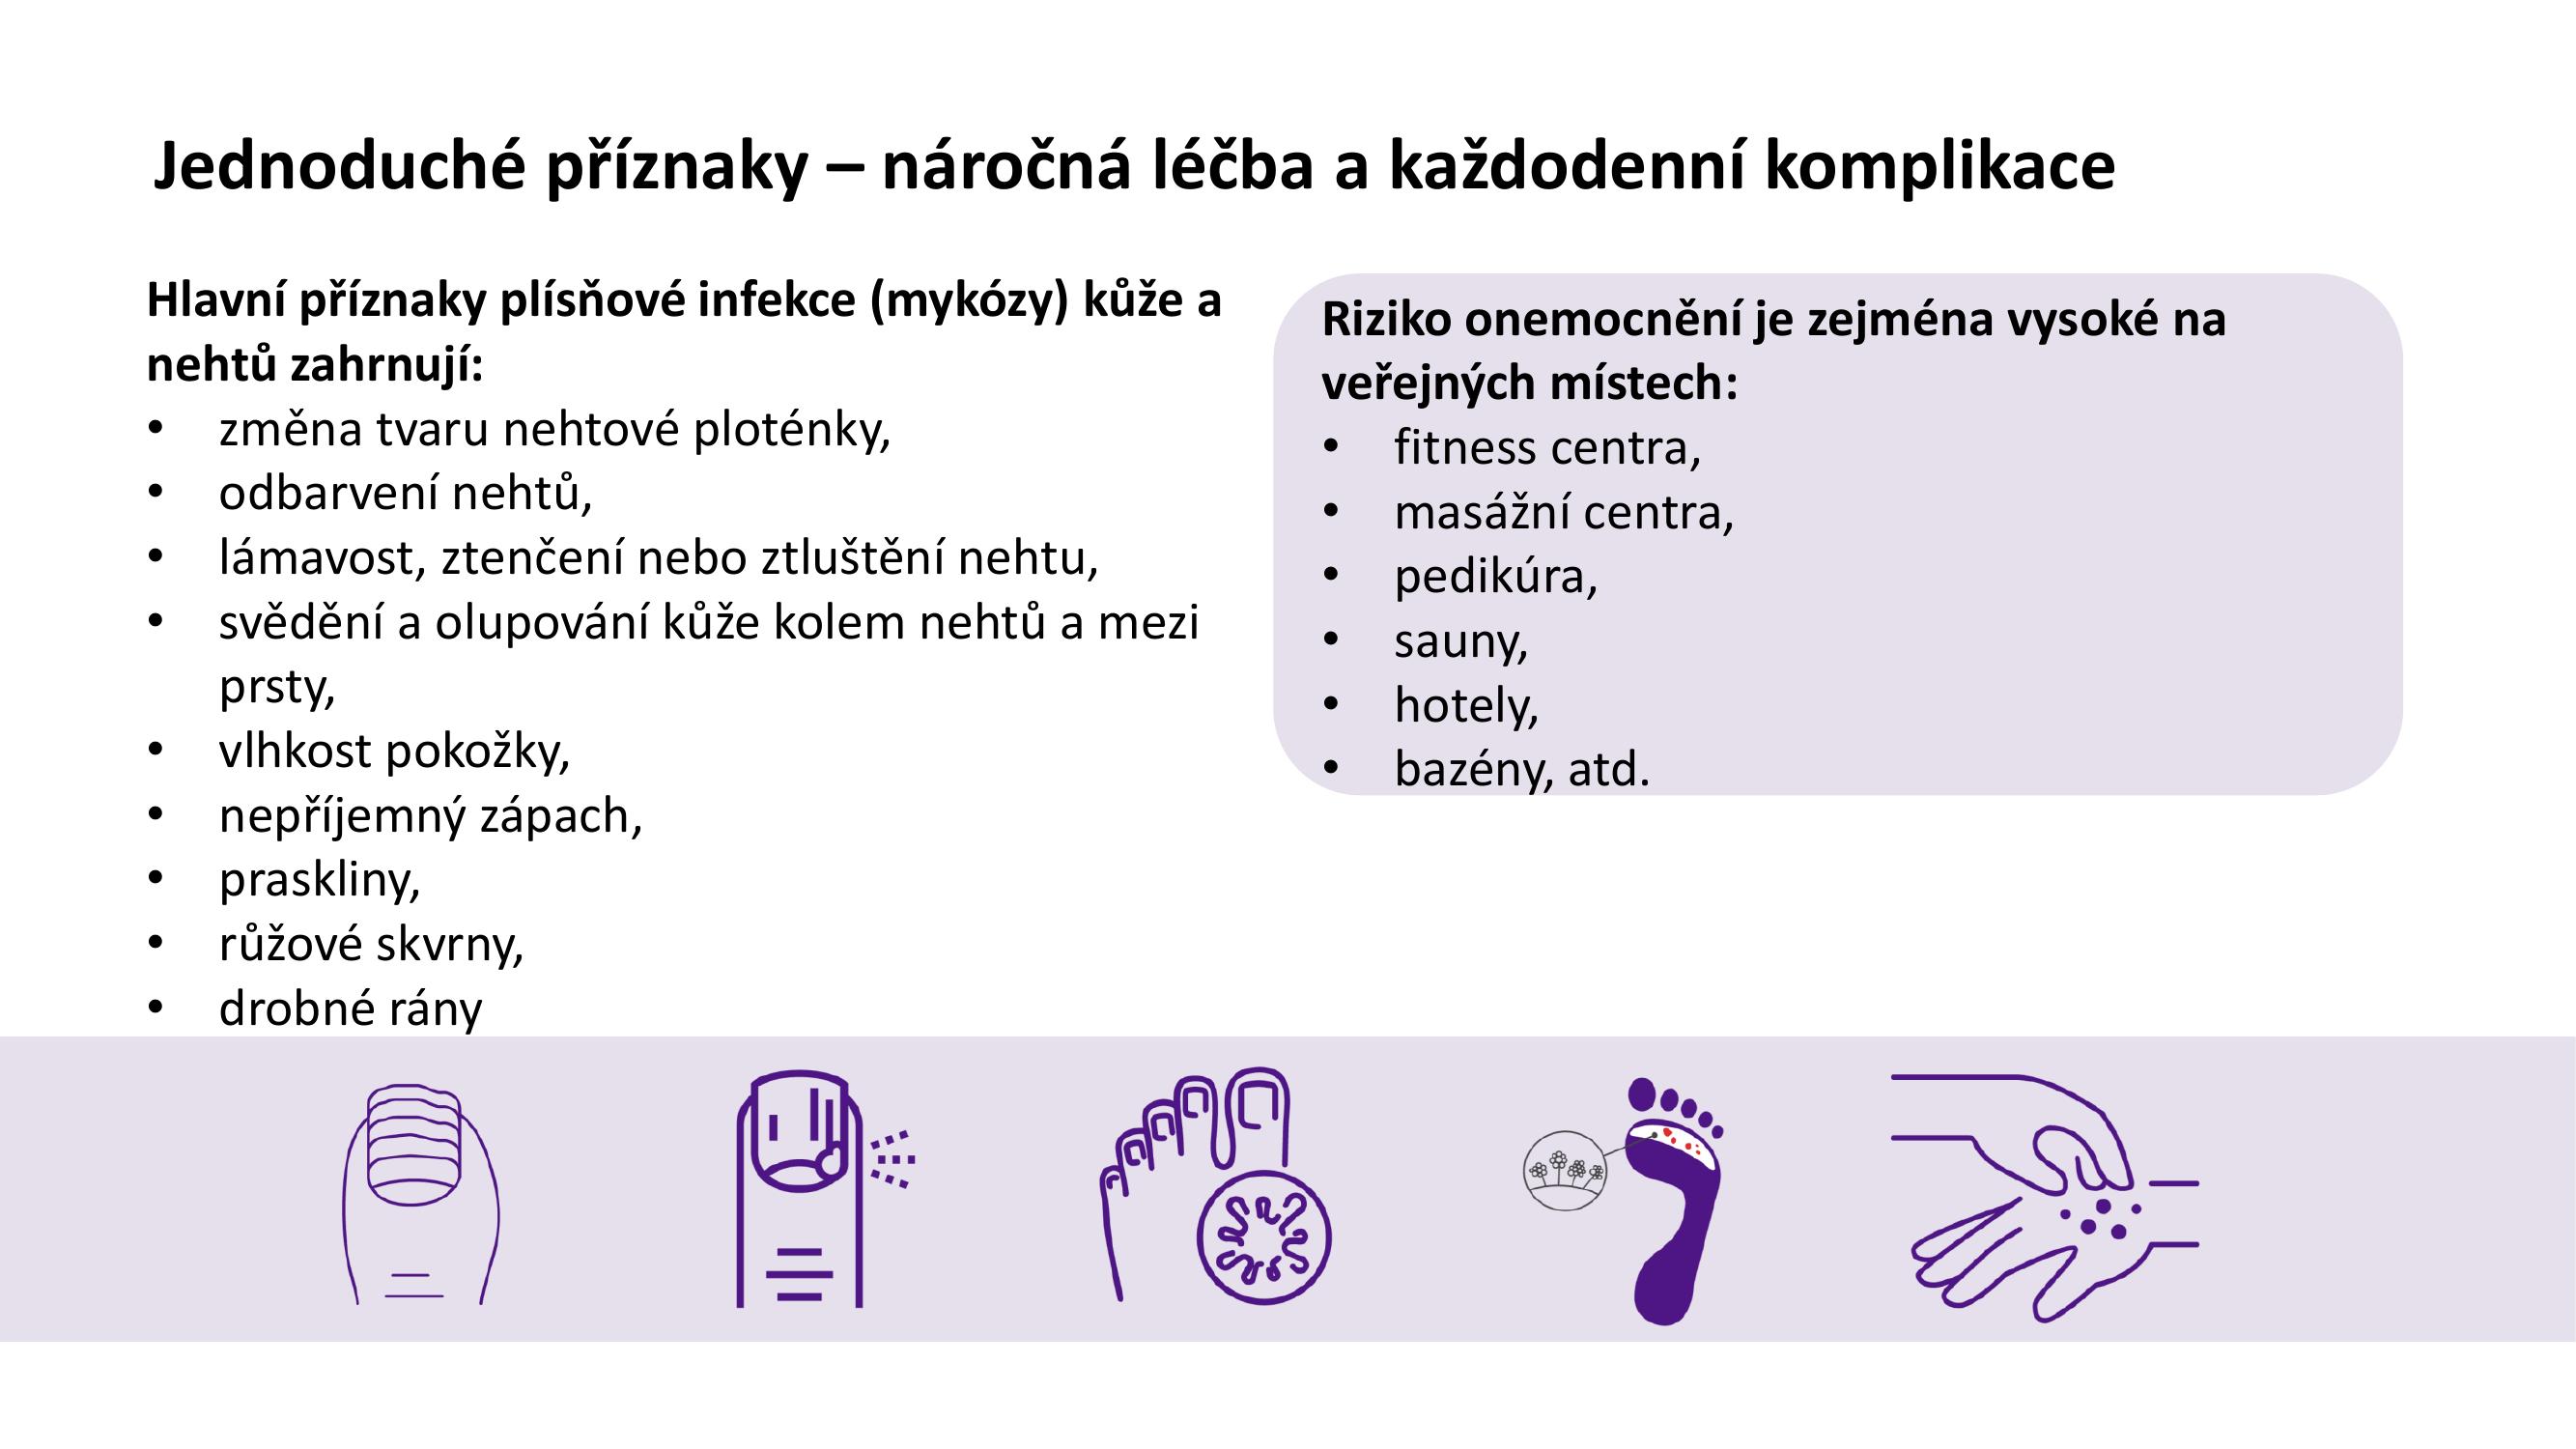 Jednoduché příznaky – náročná léčba a každodenní komplikace
Hlavní příznaky plísňové infekce (mykózy) kůže a
nehtů zahrnují:
• změna tvaru nehtové ploténky,
• odbarvení nehtů,
• lámavost, ztenčení nebo ztluštění nehtu,
• svědění a olupování kůže kolem nehtů a mezi
prsty,
• vlhkost pokožky,
• nepříjemný zápach,
• praskliny,
• růžové skvrny,
• drobné rány
Riziko onemocnění je zejména vysoké na
veřejných místech:
• fitness centra,
• masážní centra,
• pedikúra,
• sauny,
• hotely,
• bazény, atd.